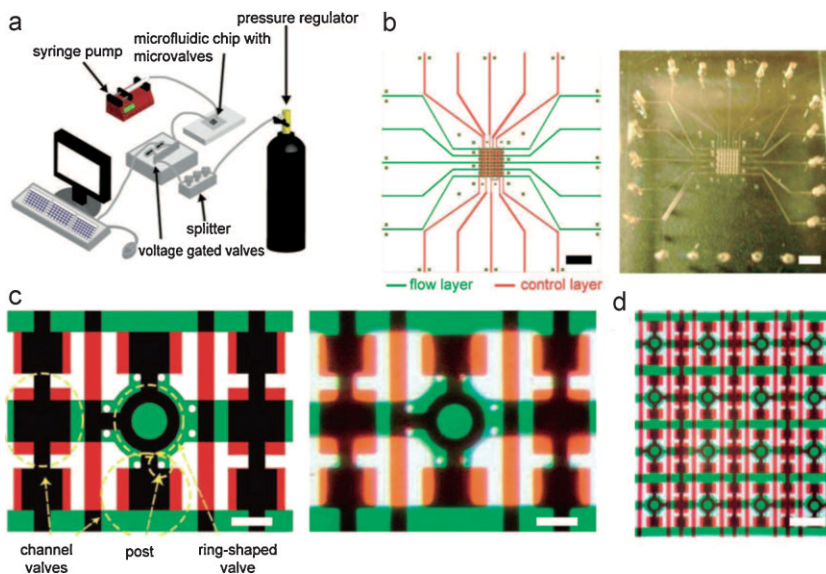 a
pressure regulator
microfluidic chip with
microvalves
syringe pump
splitter
voltage gated valves
b
flow layer
control layer
c
channel
valves
post
ring-shaped
valve
d